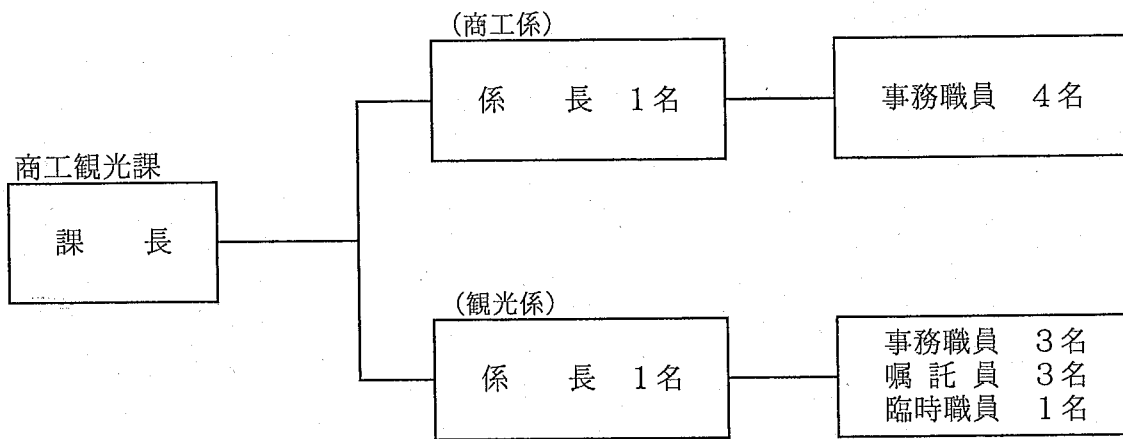 (商工係)
係　長 １名
事務職員 ４名
商工観光課
課　長
(観光係)
係　長 １名
事務職員 ３名
嘱託員 ３名
臨時職員 １名